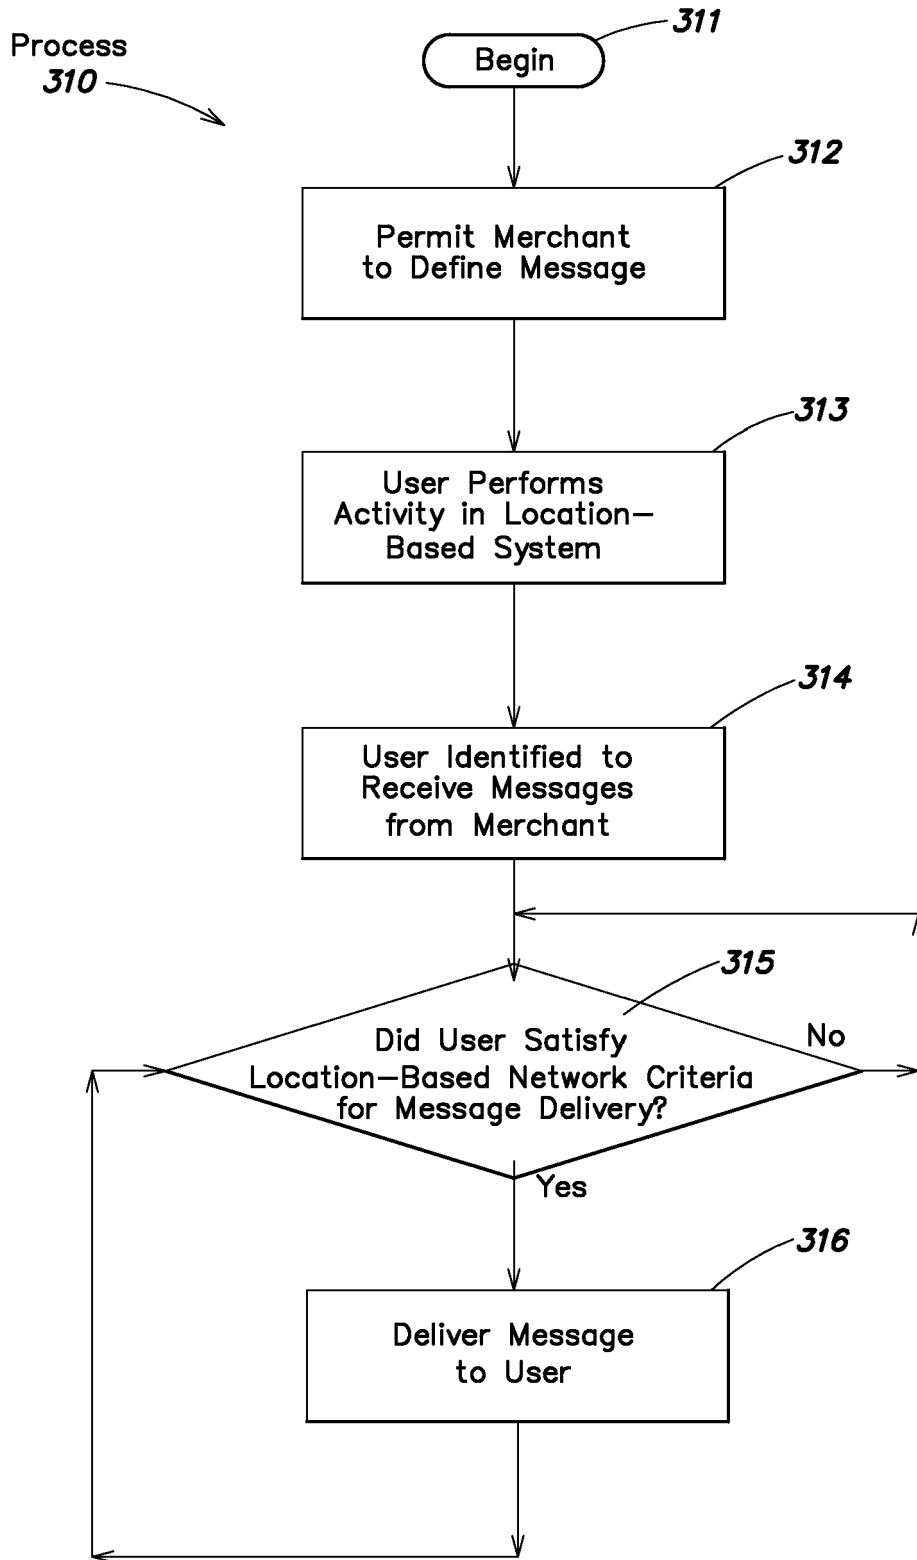 Process
310
311
Begin
312
Permit Merchant
to Define Message
313
User Performs
Activity in Location-
Based System
314
User Identified to
Receive Messages
from Merchant
315
Did User Satisfy
Location-Based Network Criteria
for Message Delivery?
No
Yes
316
Deliver Message
to User